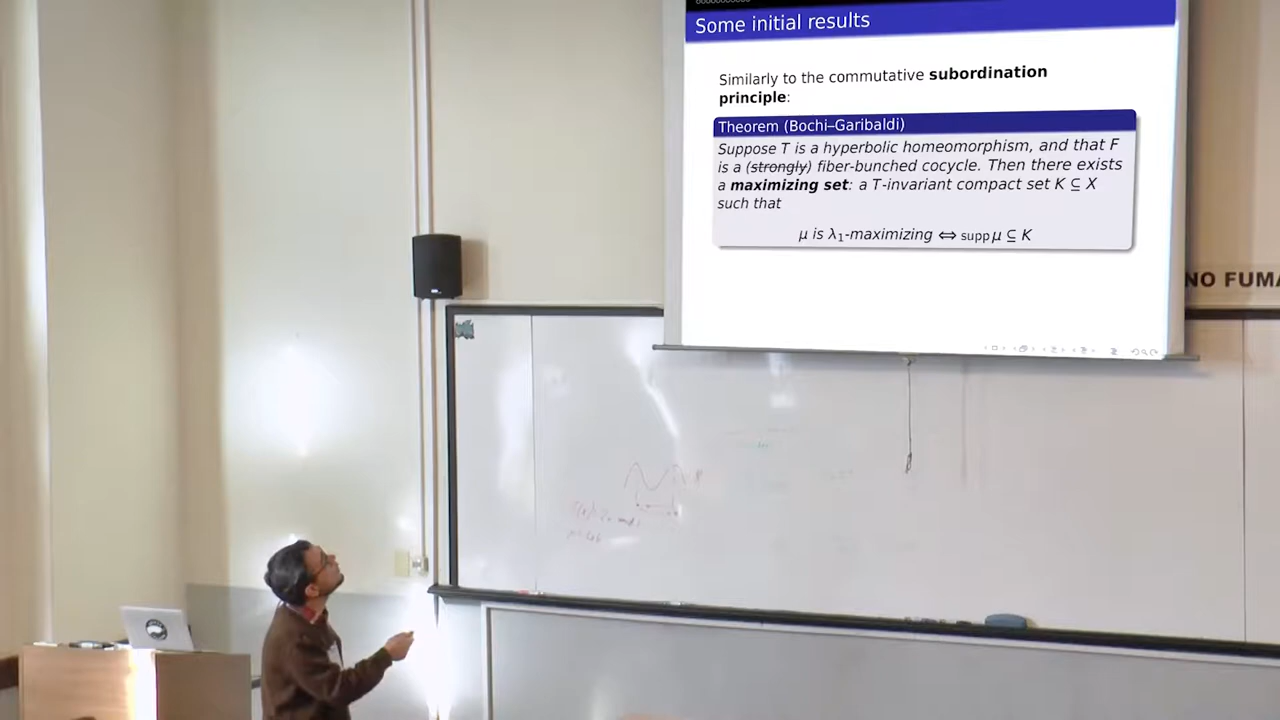 Some initial results
Similarly to the commutative subordination
principle:
Theorem (Bochi–Garibaldi)
Suppose T is a hyperbolic homeomorphism, and that F
is a (strongly) fiber-bunched cocycle. Then there exists
a maximizing set: a T-invariant compact set K ⊆ X
such that
μ is λ₁-maximizing ⇔ supp μ ⊆ K
NO FUMA